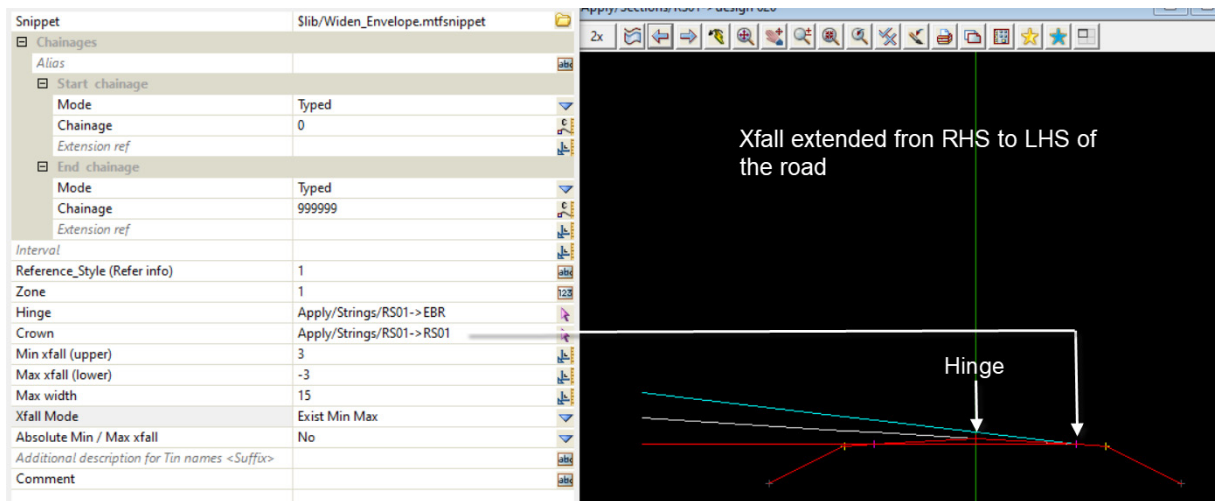 Snippet $lib/Widen_Envelope.mtfsnippet
Chainages
Alias
Start chainage
Mode Typed
Chainage 0
Extension ref
End chainage
Mode Typed
Chainage 999999
Extension ref
Interval
Reference_Style (Refer info) 1
Zone 1
Hinge Apply/Strings/RS01->EBR
Crown Apply/Strings/RS01->RS01
Min xfall (upper) 3
Max xfall (lower) -3
Max width 15
Xfall Mode Exist Min Max
Absolute Min / Max xfall No
Additional description for Tin names <Suffix>
Comment
2x
Xfall extended fron RHS to LHS of
the road
Hinge